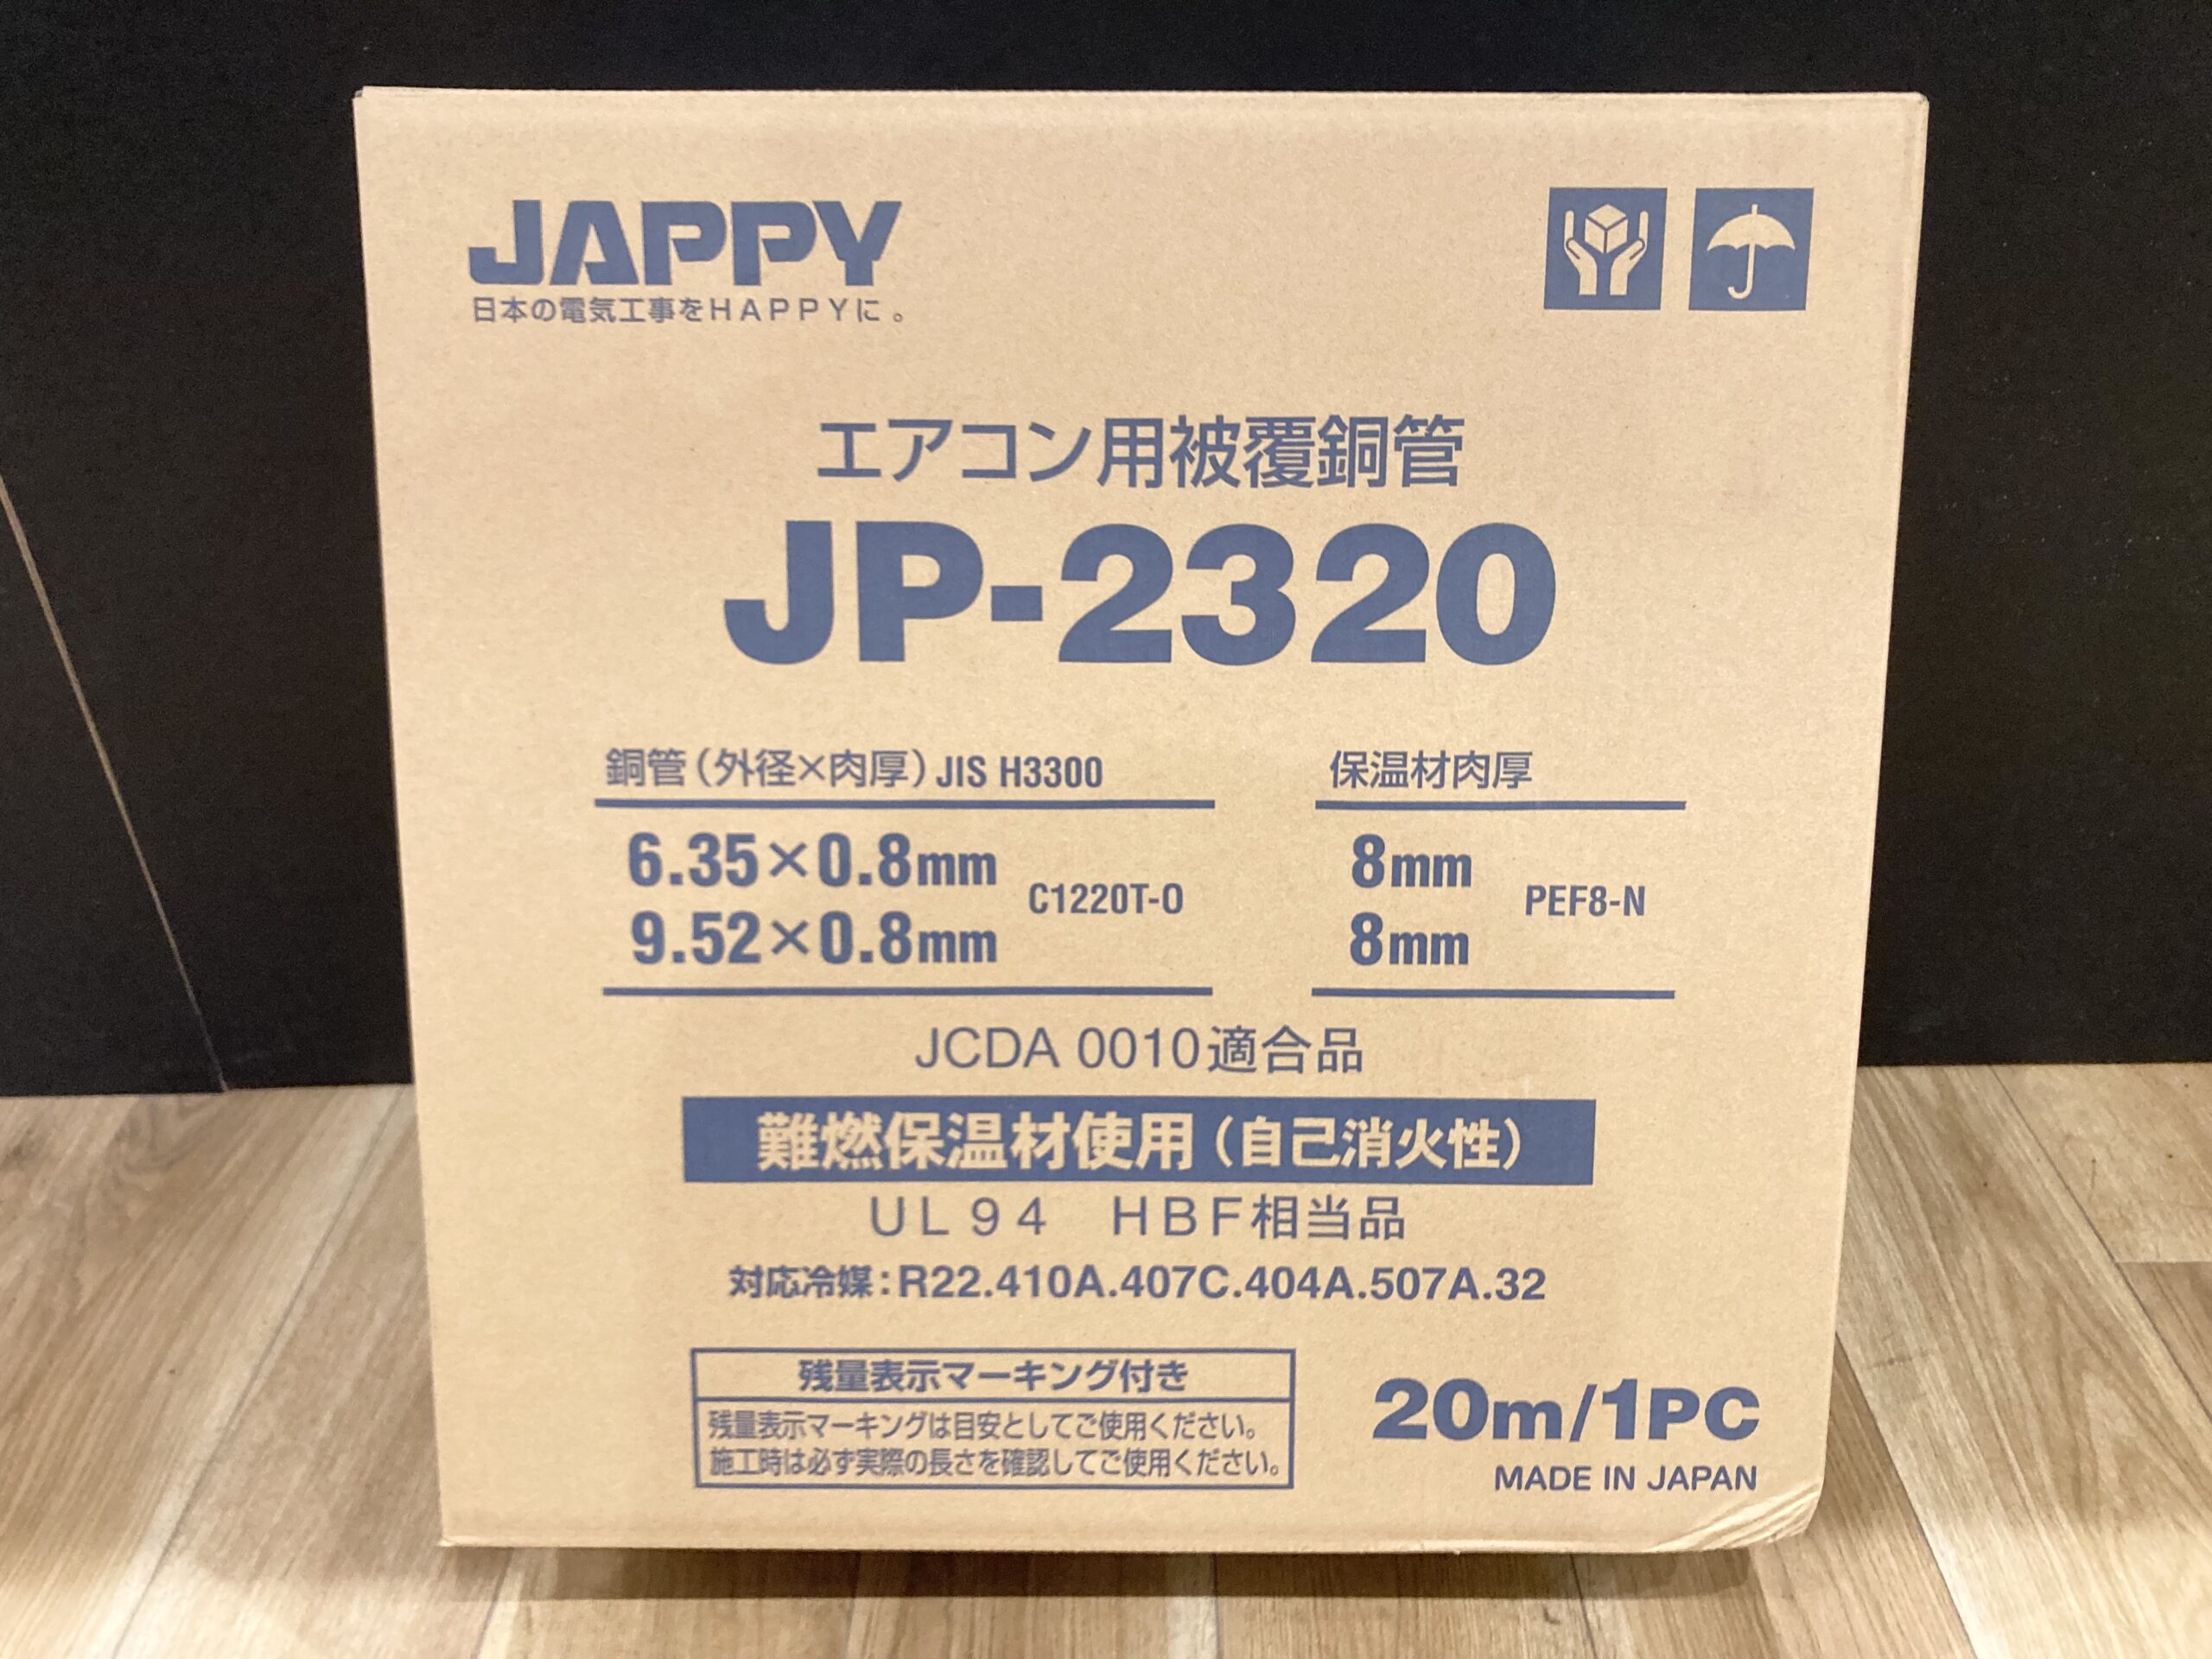 JAPPY
日本の電気工事をHAPPYに。
エアコン用被覆銅管
JP-2320
銅管（外径×肉厚）JIS H3300
6.35×0.8mm
9.52×0.8mm
C1220T-O
保温材肉厚
8mm
8mm
PEF8-N
JCDA 0010適合品
難燃保温材使用（自己消火性）
UL94 HBF相当品
対応冷媒：R22.410A.407C.404A.507A.32
残量表示マーキング付き
残量表示マーキングは目安としてご使用ください。
施工時は必ず実際の長さを確認してご使用ください。
20m/1PC
MADE IN JAPAN